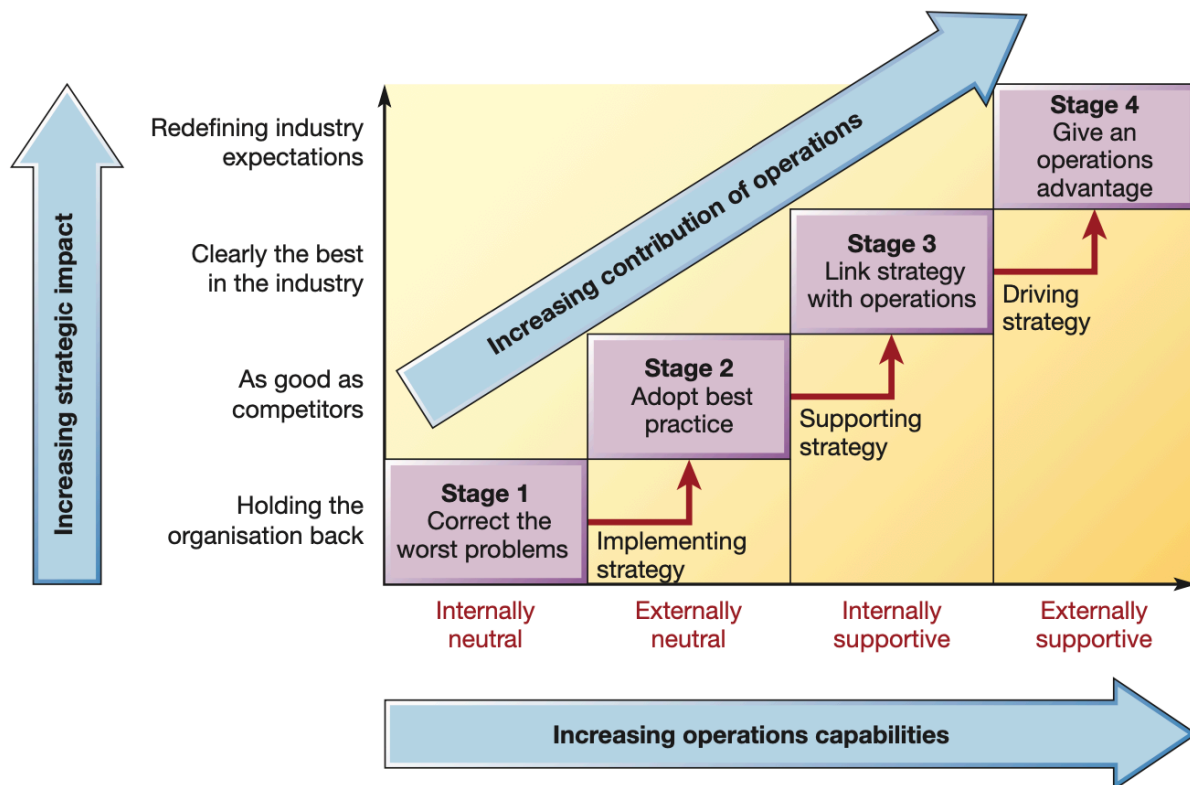 Increasing strategic impact
Redefining industry
expectations
Clearly the best
in the industry
As good as
competitors
Holding the
organisation back
Increasing contribution of operations
Stage 4
Give an
operations
advantage
Stage 3
Link strategy
with operations
Driving
strategy
Stage 2
Adopt best
practice
Supporting
strategy
Stage 1
Correct the
worst problems
Implementing
strategy
Internally
neutral
Externally
neutral
Internally
supportive
Externally
supportive
Increasing operations capabilities